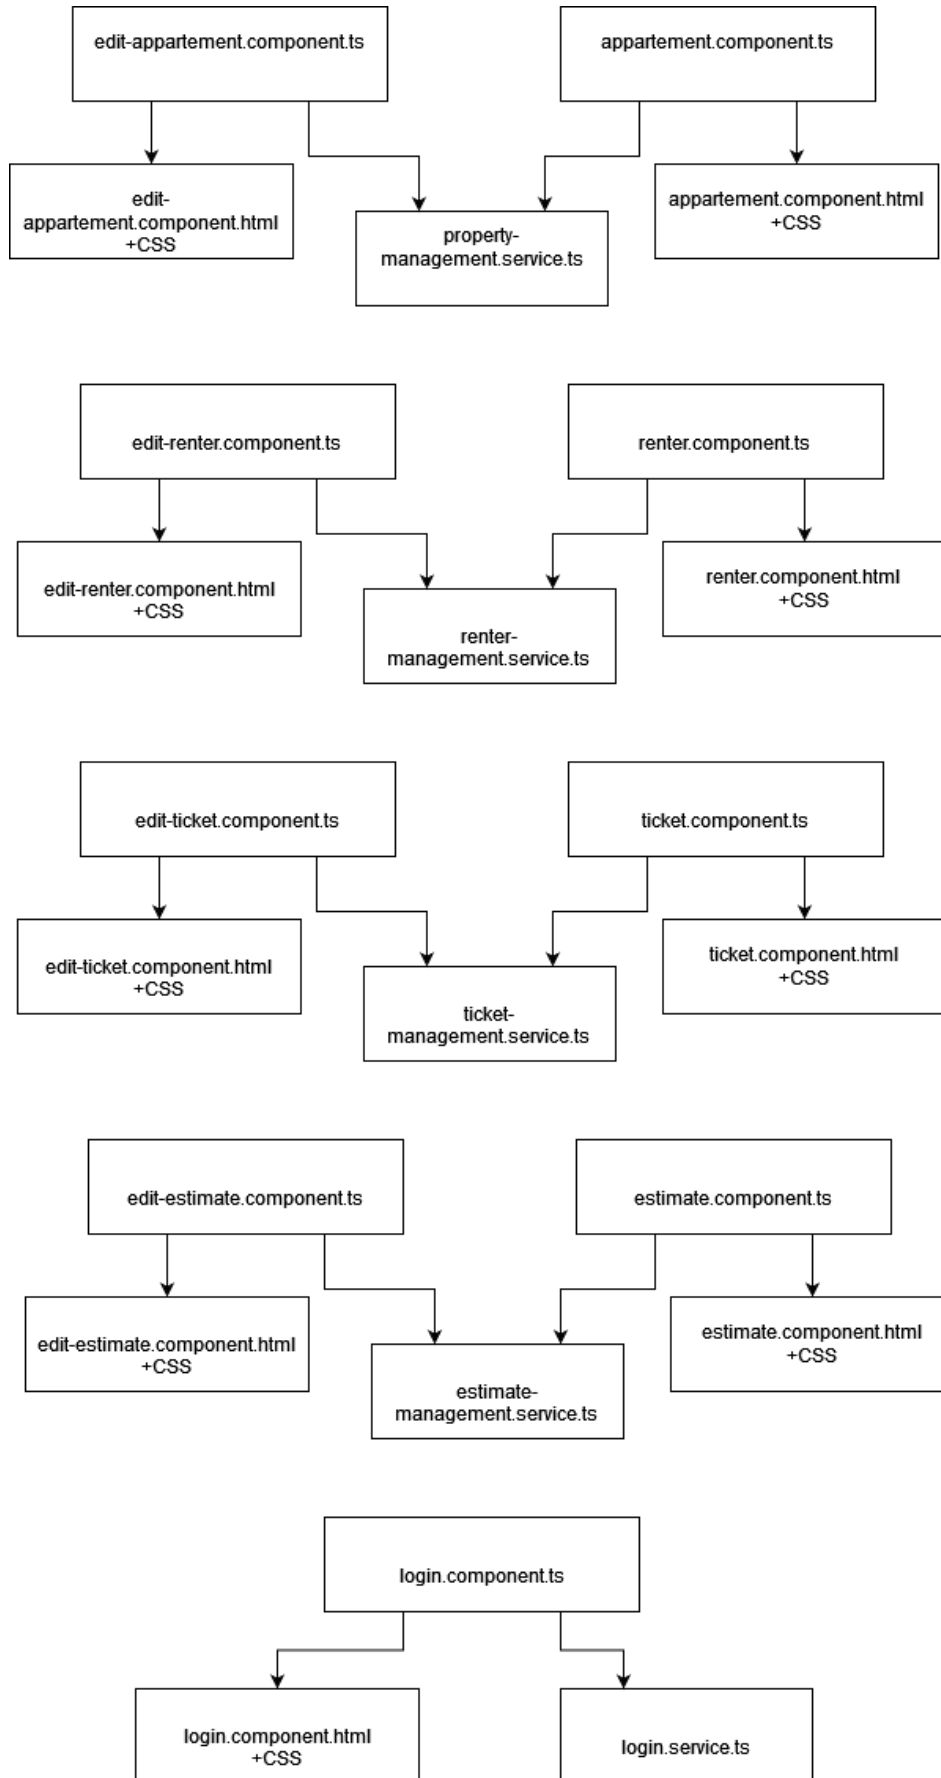 edit-appartement.component.ts
appartement.component.ts
edit-
appartement.component.html
+CSS
property-
management.service.ts
appartement.component.html
+CSS
edit-renter.component.ts
renter.component.ts
edit-renter.component.html
+CSS
renter-
management.service.ts
renter.component.html
+CSS
edit-ticket.component.ts
ticket.component.ts
edit-ticket.component.html
+CSS
ticket-
management.service.ts
ticket.component.html
+CSS
edit-estimate.component.ts
estimate.component.ts
edit-estimate.component.html
+CSS
estimate-
management.service.ts
estimate.component.html
+CSS
login.component.ts
login.component.html
+CSS
login.service.ts